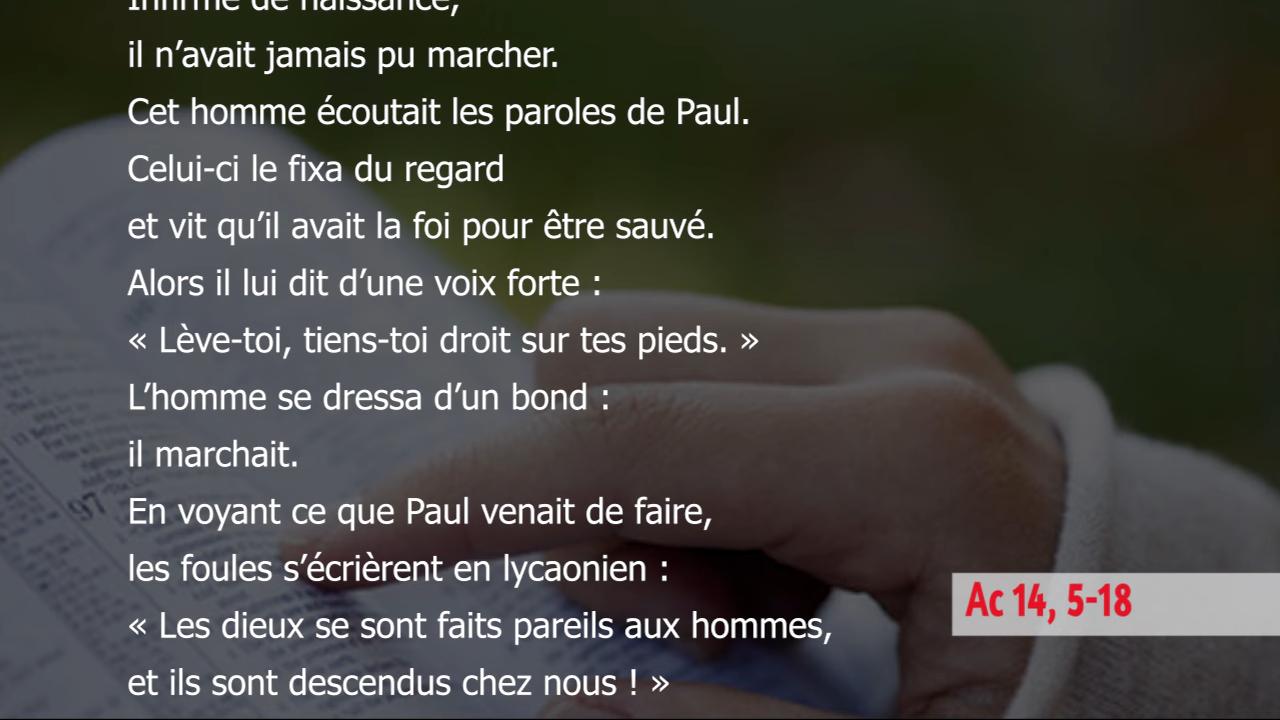 Infirme de naissance,
il n’avait jamais pu marcher.
Cet homme écoutait les paroles de Paul.
Celui-ci le fixa du regard
et vit qu’il avait la foi pour être sauvé.
Alors il lui dit d’une voix forte :
« Lève-toi, tiens-toi droit sur tes pieds. »
L’homme se dressa d’un bond :
il marchait.
En voyant ce que Paul venait de faire,
les foules s’écrièrent en lycaonien :
« Les dieux se sont faits pareils aux hommes,
et ils sont descendus chez nous ! »
Ac 14, 5-18
97